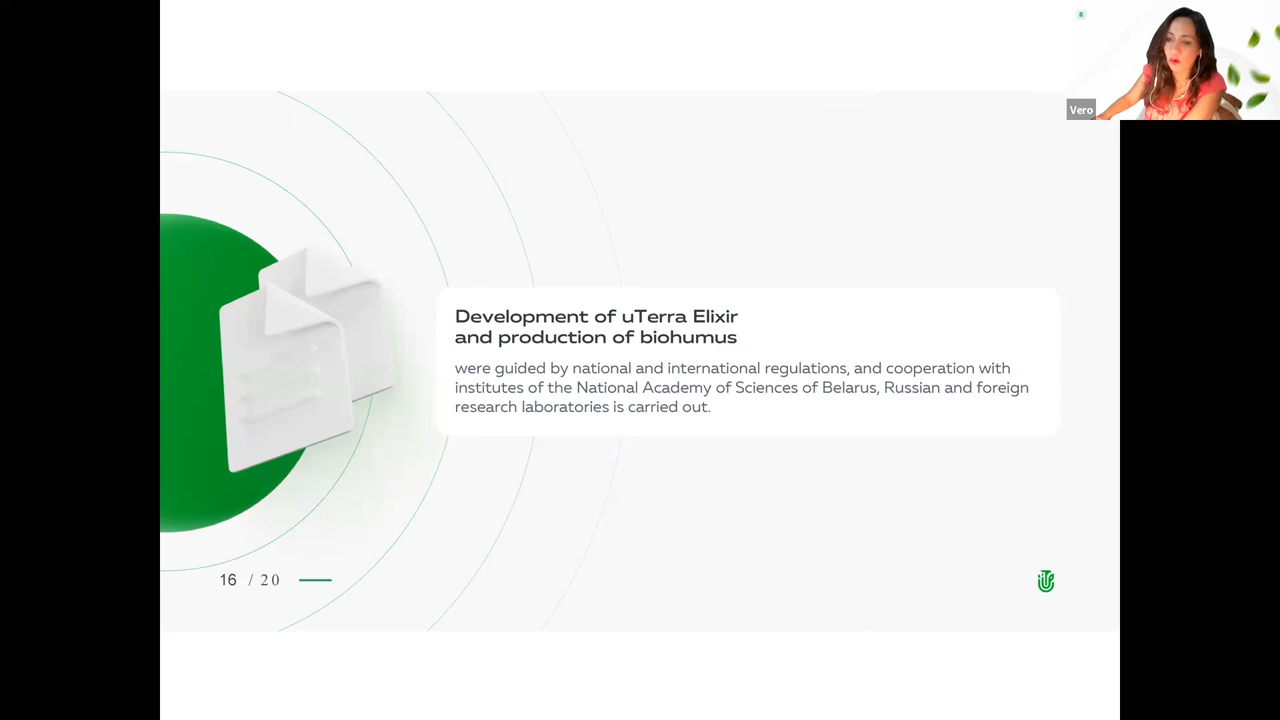 Vero
Development of uTerra Elixir
and production of biohumus
were guided by national and international regulations, and cooperation with
institutes of the National Academy of Sciences of Belarus, Russian and foreign
research laboratories is carried out.
16 / 20